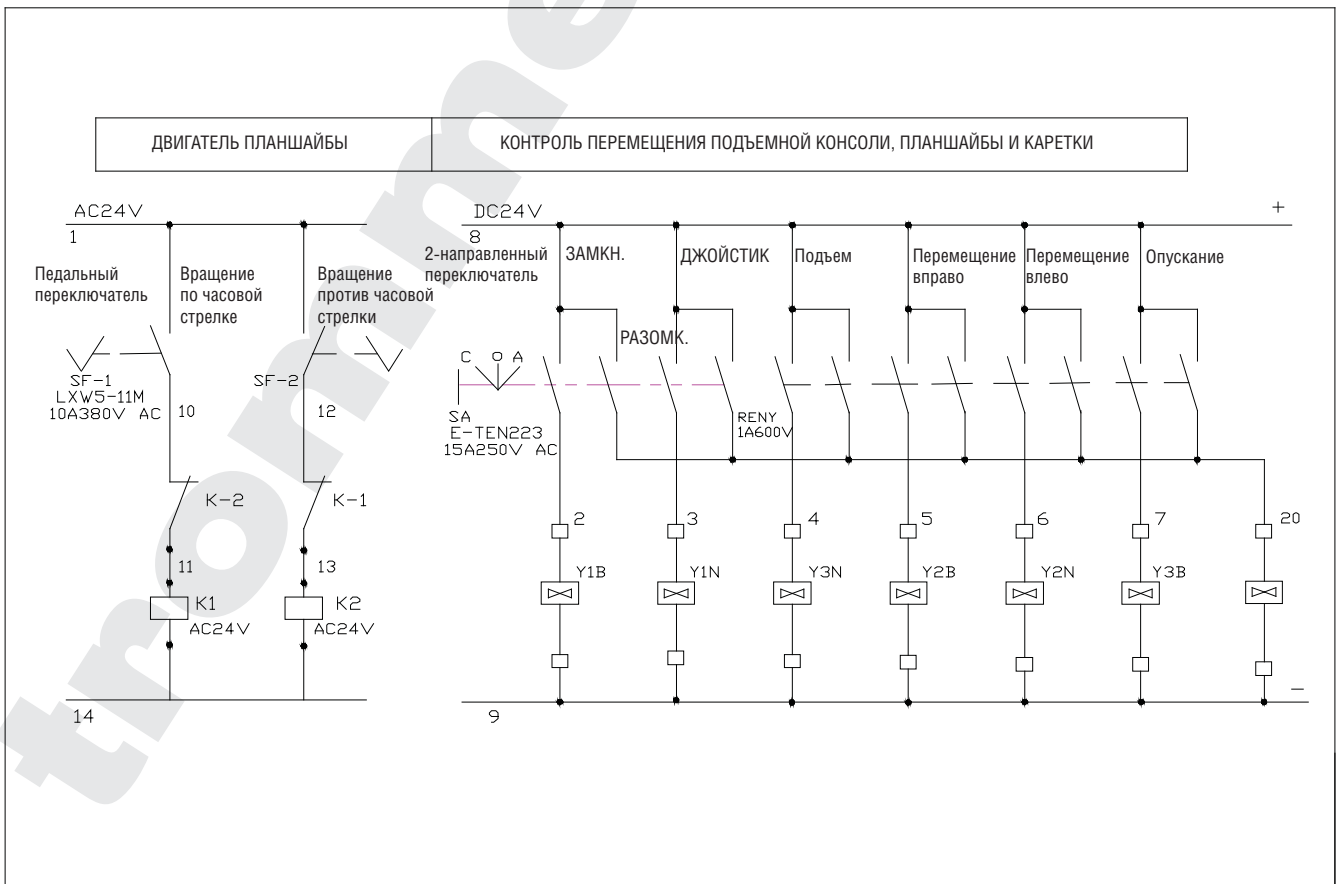 ДВИГАТЕЛЬ ПЛАНШАЙБЫ
КОНТРОЛЬ ПЕРЕМЕЩЕНИЯ ПОДЪЕМНОЙ КОНСОЛИ, ПЛАНШАЙБЫ И КАРЕТКИ
AC24V
1
Педальный
переключатель
Вращение
по часовой
стрелке
Вращение
против часовой
стрелки
SF-1
LXW5-11M
10A380V AC
10
SF-2
12
K-2
K-1
11
13
K1
AC24V
K2
AC24V
14
DC24V
+
8
2-направленный
переключатель
ЗАМКН.
ДЖОЙСТИК
Подъем
Перемещение
вправо
Перемещение
влево
Опускание
РАЗОМК.
C O A
SA
E-TEN223
15A250V AC
RENY
1A600V
2
3
4
5
6
7
20
Y1B
Y1N
Y3N
Y2B
Y2N
Y3B
9
−
tromme